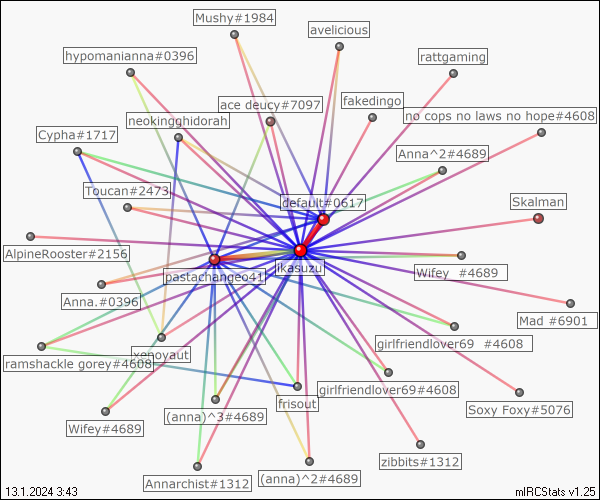 Mushy#1984
avelicious
hypomanianna#0396
rattgaming
ace deucy#7097
fakedingo
neokingghidorah
no cops no laws no hope#4608
Cypha#1717
Anna^2#4689
Toucan#2473
default#0617
Skalman
AlpineRooster#2156
jikasuzu
pastachangeo41
Wifey_ #4689
Anna.#0396
Mad #6901
xenoyaut
girlfriendlover69 #4608
ramshackle gorey#4608
girlfriendlover69#4608
frisout
Soxy Foxy#5076
(anna)^3#4689
Wifey#4689
zibbits#1312
Annarchist#1312
(anna)^2#4689
13.1.2024 3:43
mIRCStats v1.25